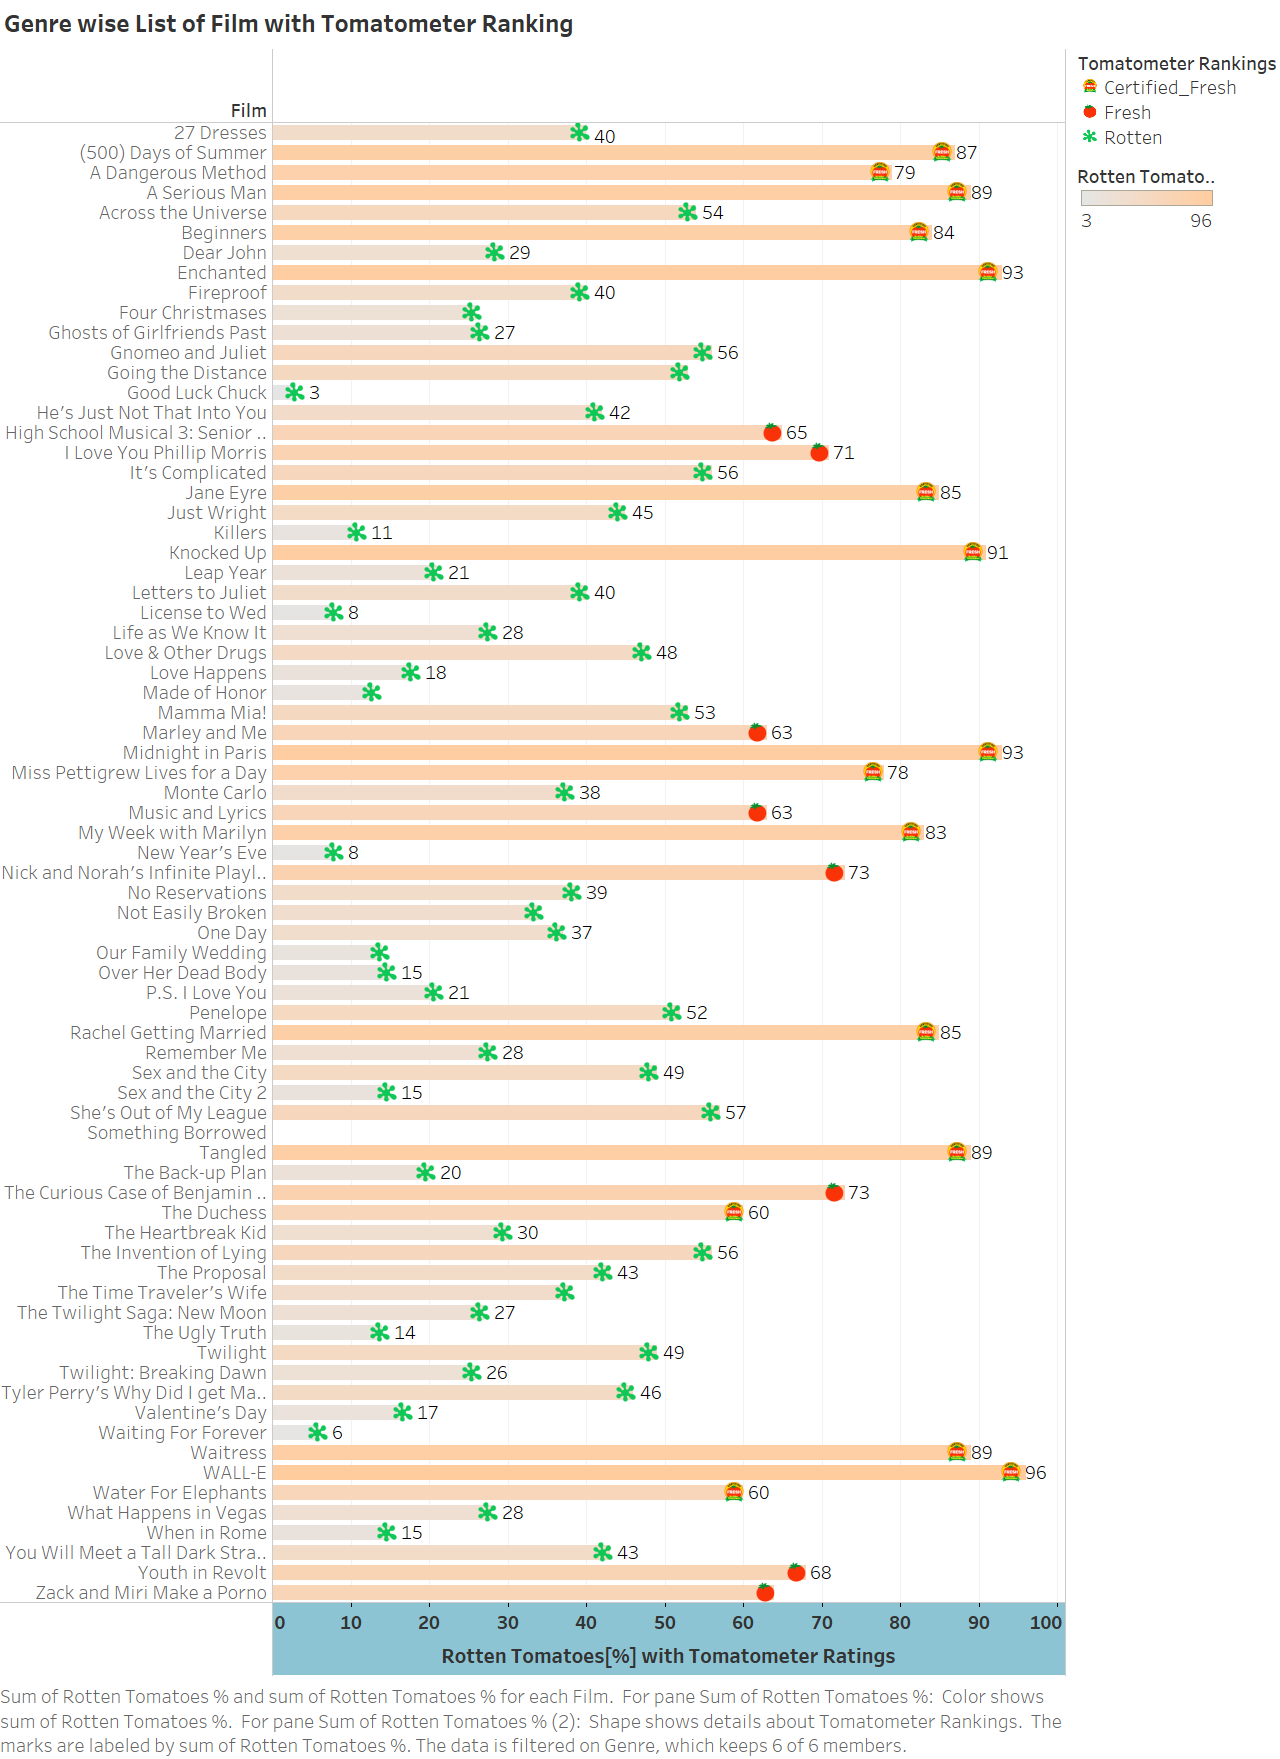 Genre wise List of Film with Tomatometer Ranking
Tomatometer Rankings
Certified_Fresh
Fresh
Rotten
Rotten Tomato..
3 96
Film
27 Dresses 40
(500) Days of Summer 87
A Dangerous Method 79
A Serious Man 89
Across the Universe 54
Beginners 84
Dear John 29
Enchanted 93
Fireproof 40
Four Christmases
Ghosts of Girlfriends Past 27
Gnomeo and Juliet 56
Going the Distance
Good Luck Chuck 3
He's Just Not That Into You 42
High School Musical 3: Senior .. 65
I Love You Phillip Morris 71
It's Complicated 56
Jane Eyre 85
Just Wright 45
Killers 11
Knocked Up 91
Leap Year 21
Letters to Juliet 40
License to Wed 8
Life as We Know It 28
Love & Other Drugs 48
Love Happens 18
Made of Honor
Mamma Mia! 53
Marley and Me 63
Midnight in Paris 93
Miss Pettigrew Lives for a Day 78
Monte Carlo 38
Music and Lyrics 63
My Week with Marilyn 83
New Year's Eve 8
Nick and Norah's Infinite Playl.. 73
No Reservations 39
Not Easily Broken
One Day 37
Our Family Wedding
Over Her Dead Body 15
P.S. I Love You 21
Penelope 52
Rachel Getting Married 85
Remember Me 28
Sex and the City 49
Sex and the City 2 15
She's Out of My League 57
Something Borrowed
Tangled 89
The Back-up Plan 20
The Curious Case of Benjamin .. 73
The Duchess 60
The Heartbreak Kid 30
The Invention of Lying 56
The Proposal 43
The Time Traveler's Wife
The Twilight Saga: New Moon 27
The Ugly Truth 14
Twilight 49
Twilight: Breaking Dawn 26
Tyler Perry's Why Did I get Ma.. 46
Valentine's Day 17
Waiting For Forever 6
Waitress 89
WALL-E 96
Water For Elephants 60
What Happens in Vegas 28
When in Rome 15
You Will Meet a Tall Dark Stra.. 43
Youth in Revolt 68
Zack and Miri Make a Porno
0 10 20 30 40 50 60 70 80 90 100
Rotten Tomatoes[%] with Tomatometer Ratings
Sum of Rotten Tomatoes % and sum of Rotten Tomatoes % for each Film. For pane Sum of Rotten Tomatoes %: Color shows
sum of Rotten Tomatoes %. For pane Sum of Rotten Tomatoes % (2): Shape shows details about Tomatometer Rankings. The
marks are labeled by sum of Rotten Tomatoes %. The data is filtered on Genre, which keeps 6 of 6 members.